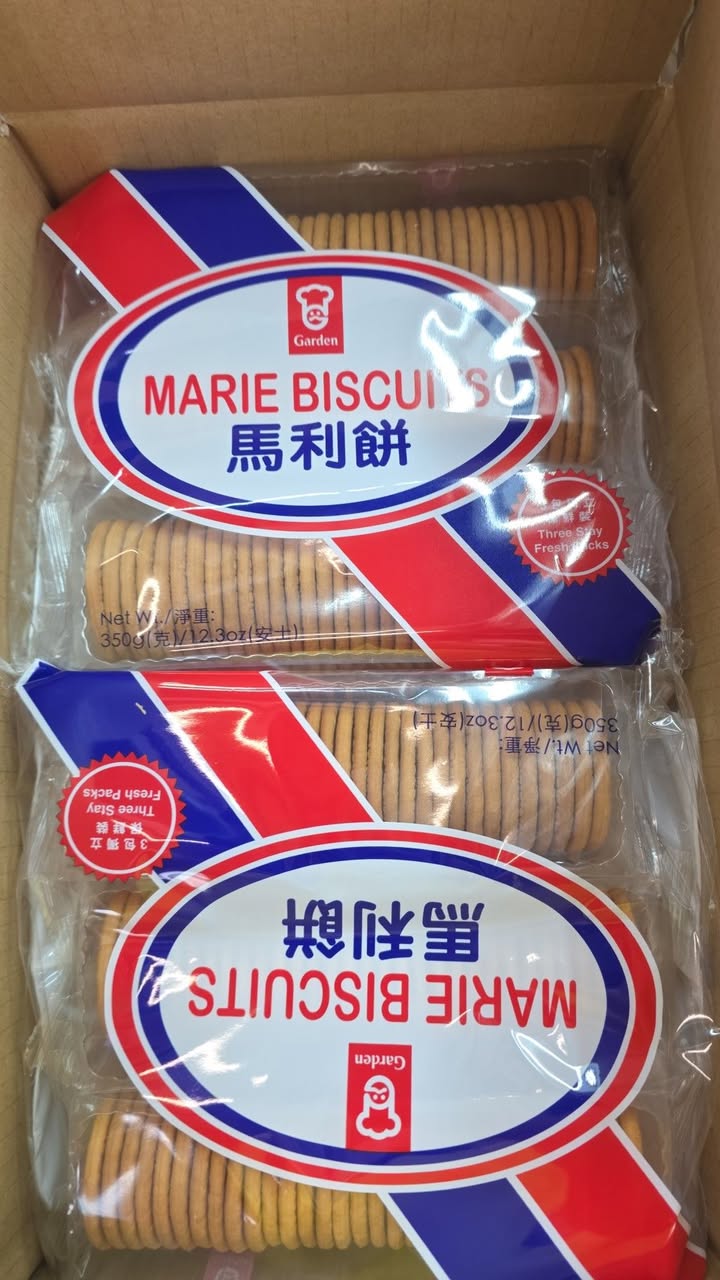 Garden
MARIE BISCUITS
馬利餅
Three Stay
Fresh Packs
Net Wt./淨重:
350g(克)/12.3oz(安士)
Net Wt./淨重:
350g(克)/12.3oz(安士)
3包獨立
保鮮裝
Three Stay
Fresh Packs
Garden
MARIE BISCUITS
馬利餅